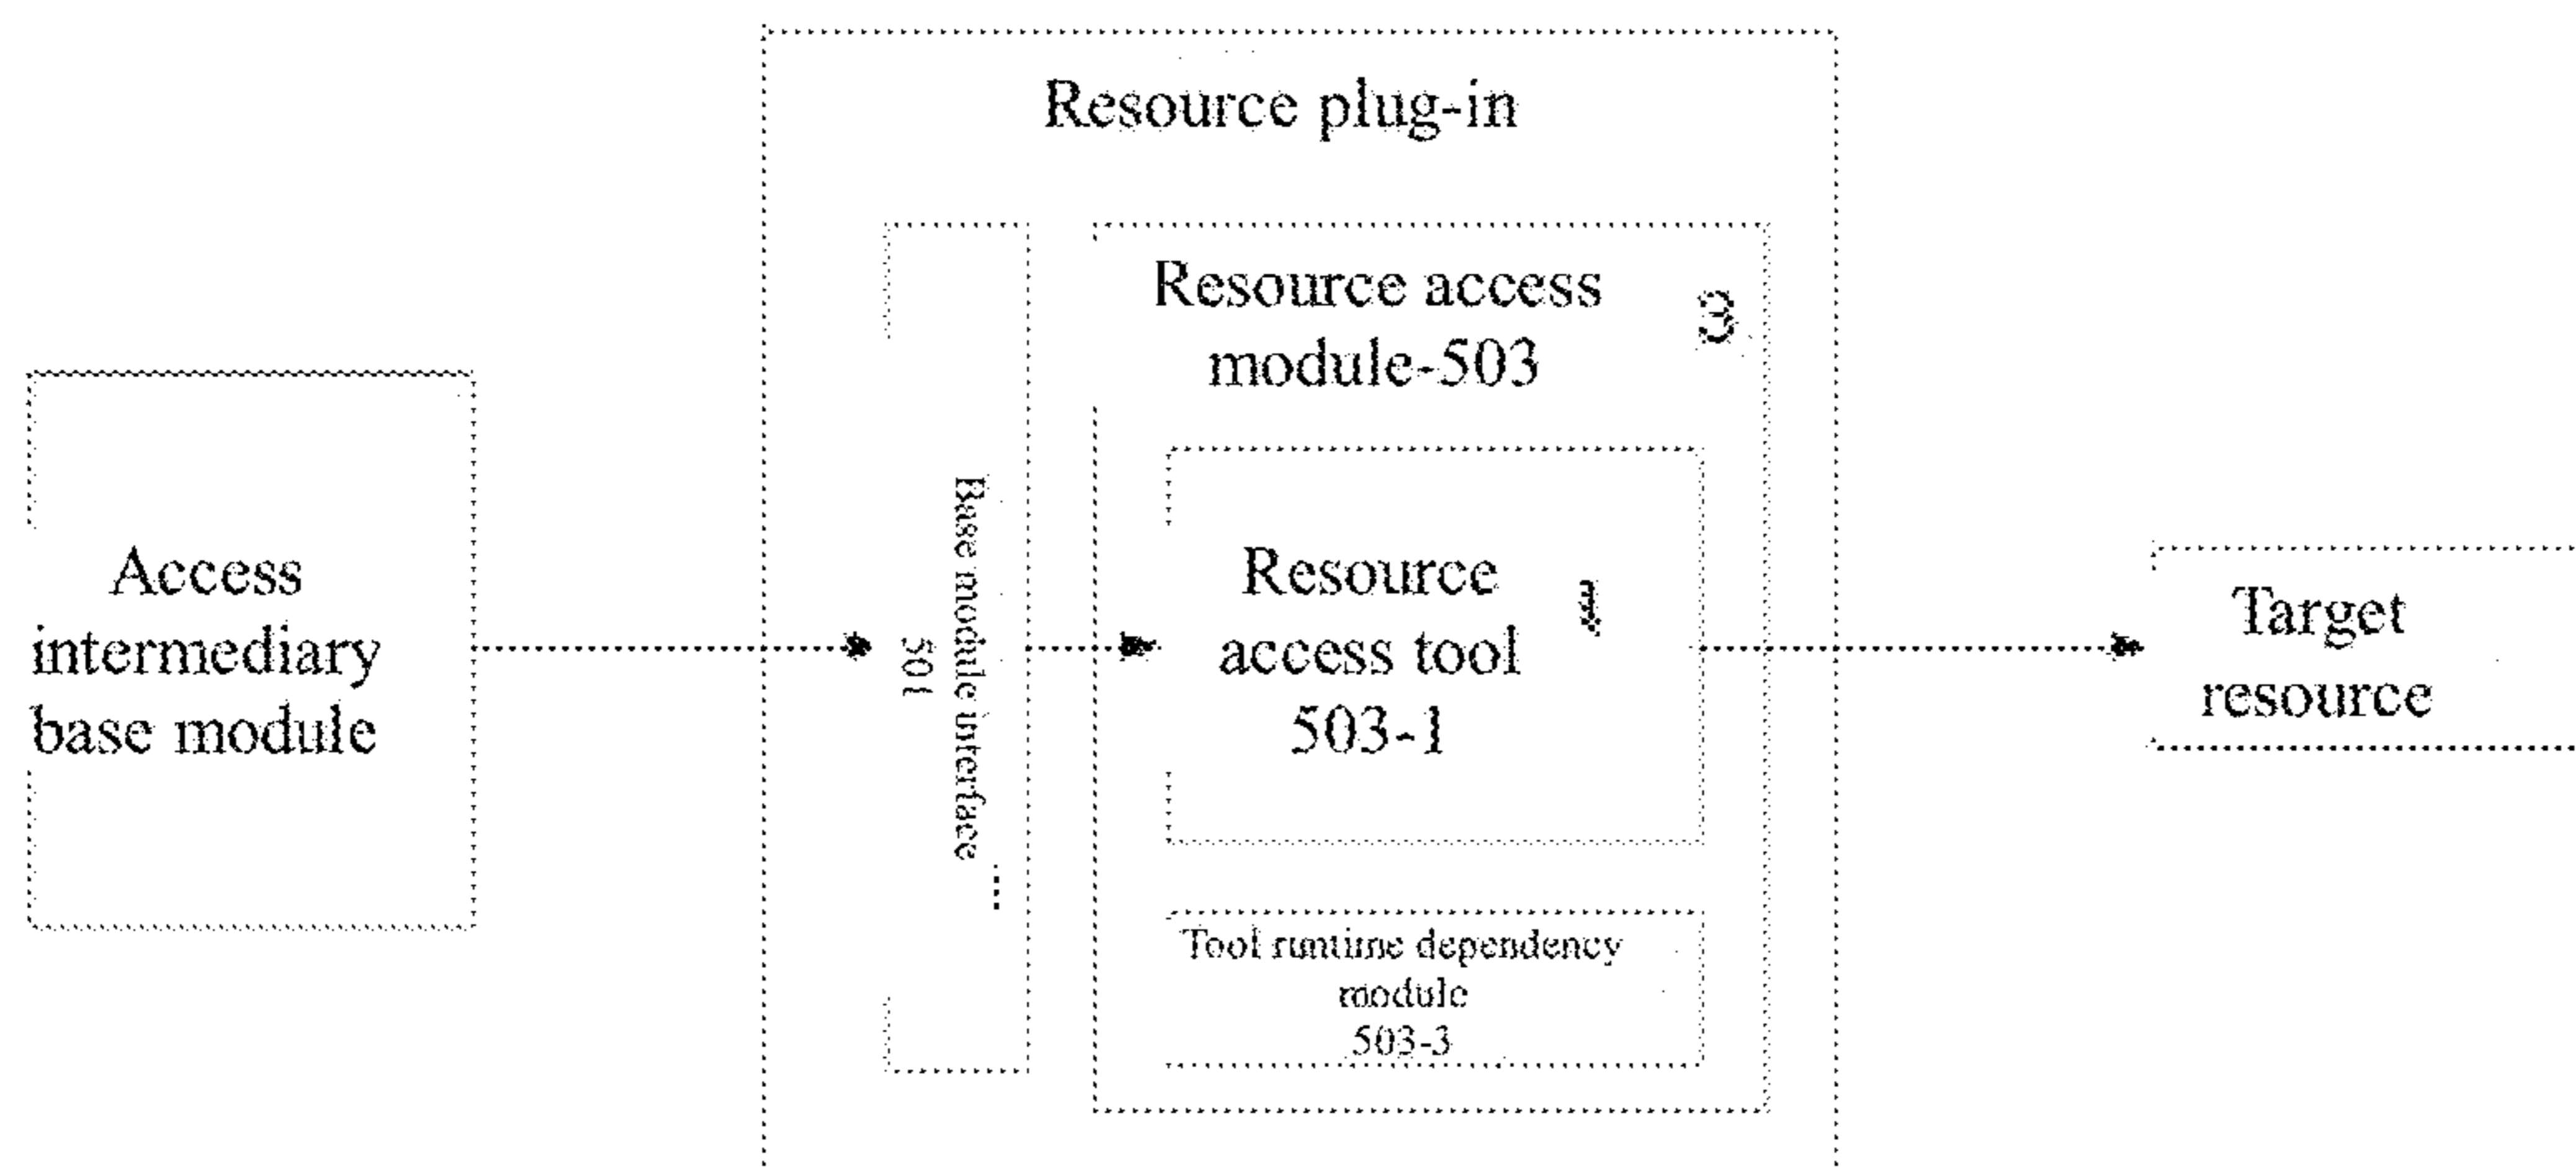 Resource plug-in
Resource access
module-503
3
Access
intermediary
base module
Base module interface
501
...
Resource
access tool
503-1
Tool runtime dependency
module
503-3
Target
resource